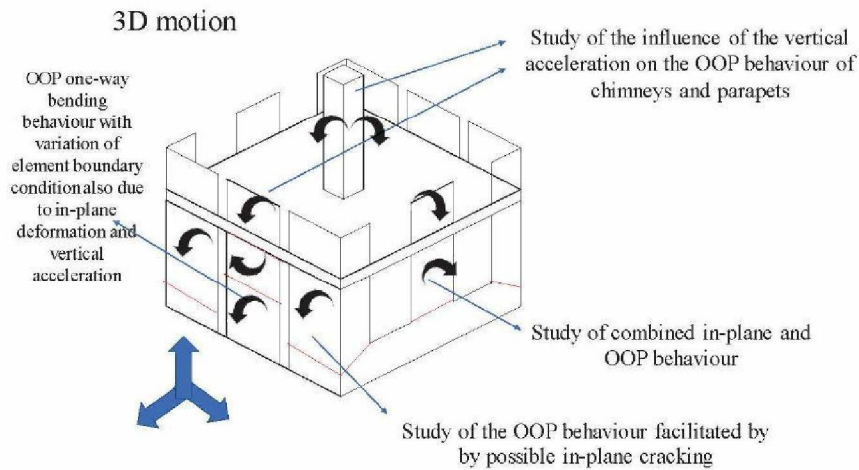 3D motion
Study of the influence of the vertical
acceleration on the OOP behaviour of
chimneys and parapets
OOP one-way
bending
behaviour with
variation of
element boundary
condition also due
to in-plane
deformation and
vertical
acceleration
Study of combined in-plane and
OOP behaviour
Study of the OOP behaviour facilitated by
by possible in-plane cracking